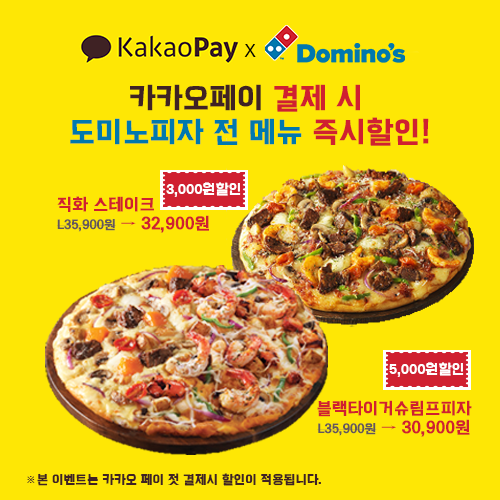 KakaoPay x Domino's
카카오페이 결제 시
도미노피자 전 메뉴 즉시할인!
3,000원할인
직화 스테이크
L35,900원 → 32,900원
5,000원할인
블랙타이거슈림프피자
L35,900원 → 30,900원
※본 이벤트는 카카오 페이 첫 결제시 할인이 적용됩니다.